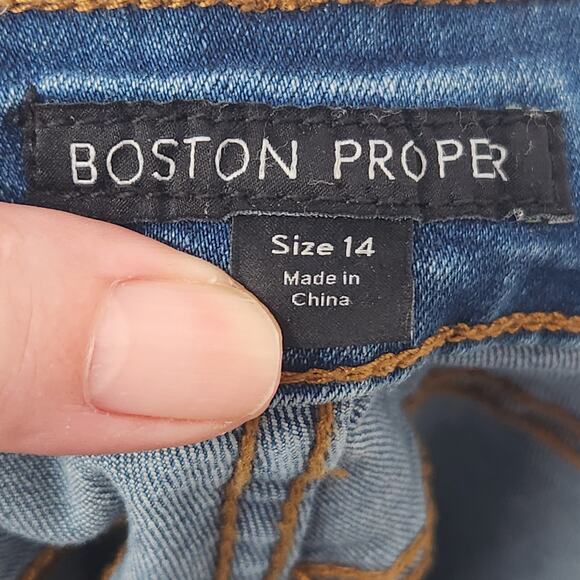 BOSTON PROPER
Size 14
Made in
China